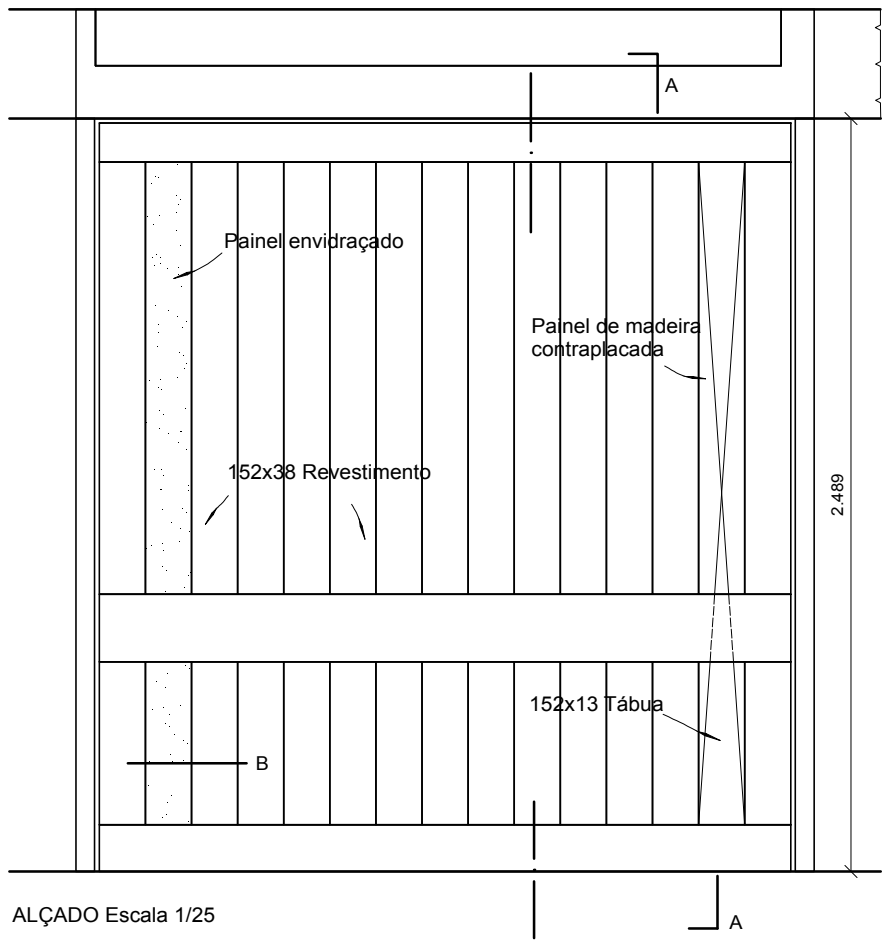 A
Painel envidraçado
Painel de madeira
contraplacada
152x38 Revestimento
2.489
152x13 Tábua
B
ALÇADO Escala 1/25
A